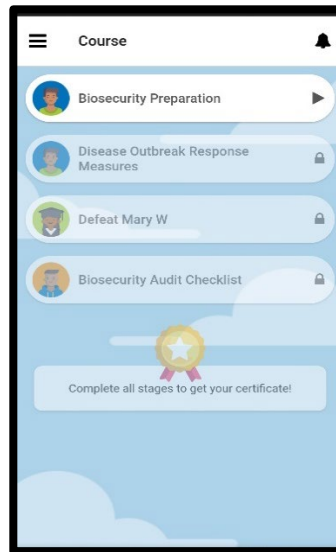 Course
Biosecurity Preparation
Disease Outbreak Response
Measures
Defeat Mary W
Biosecurity Audit Checklist
Complete all stages to get your certificate!